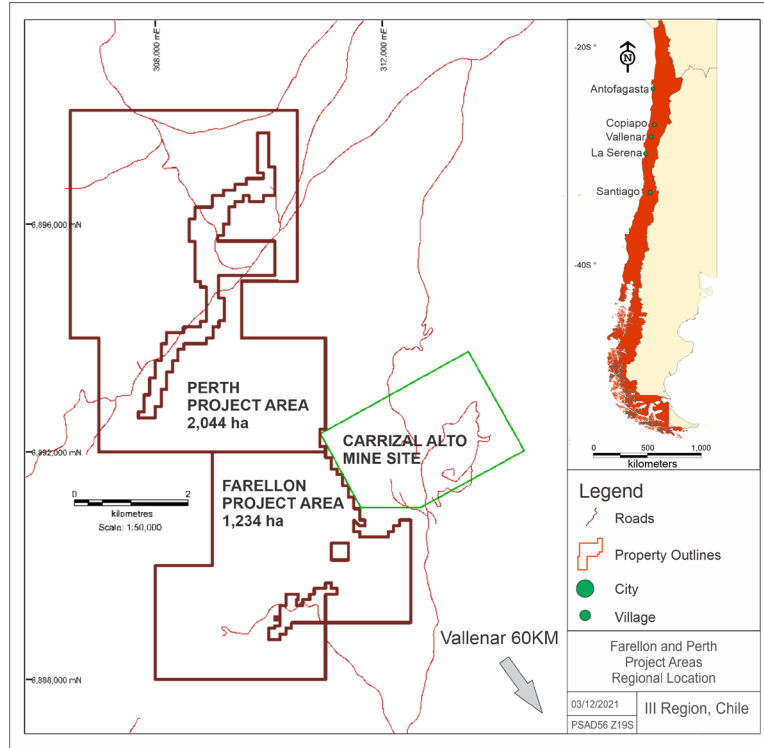 308,000 mE
312,000 mE
8,896,000 mN
8,892,000 mN
8,888,000 mN
PERTH
PROJECT AREA
2,044 ha
CARRIZAL ALTO
MINE SITE
FARELLON
PROJECT AREA
1,234 ha
0
2
kilometres
Scale: 1:50,000
Vallenar 60KM
-20S °
N
Antofagasta
Copiapo
Vallenar
La Serena
Santiago
-40S °
0 500 1,000
kilometers
Legend
Roads
Property Outlines
City
Village
Farellon and Perth
Project Areas
Regional Location
03/12/2021
PSAD56 Z19S
III Region, Chile